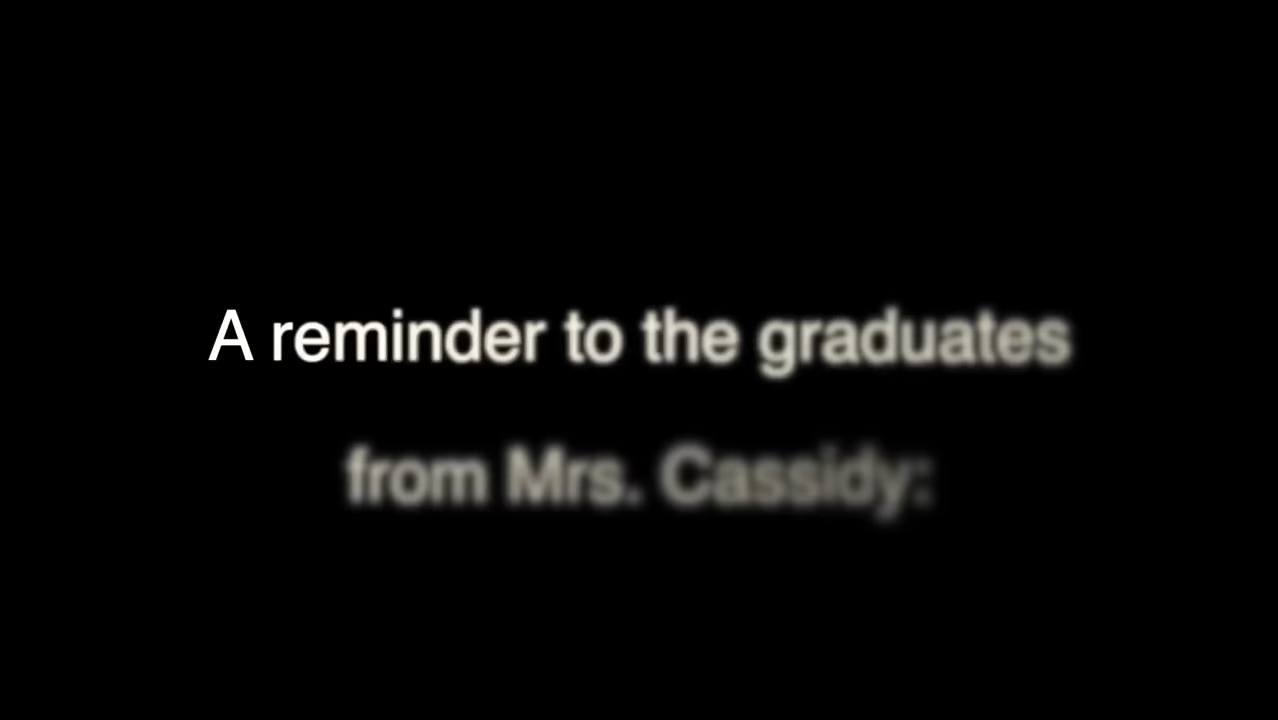 A reminder to the graduates
from Mrs. Cassidy: